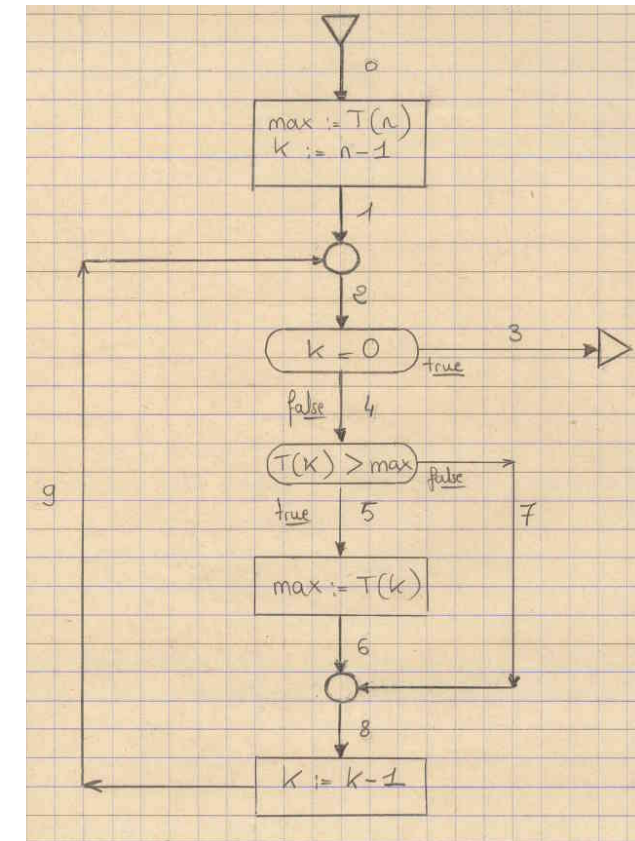 0
max := T(n)
k := n-1
1
2
k = 0
3
true
false 4
T(k) > max
false
9
true 5
7
max := T(k)
6
8
k := k-1